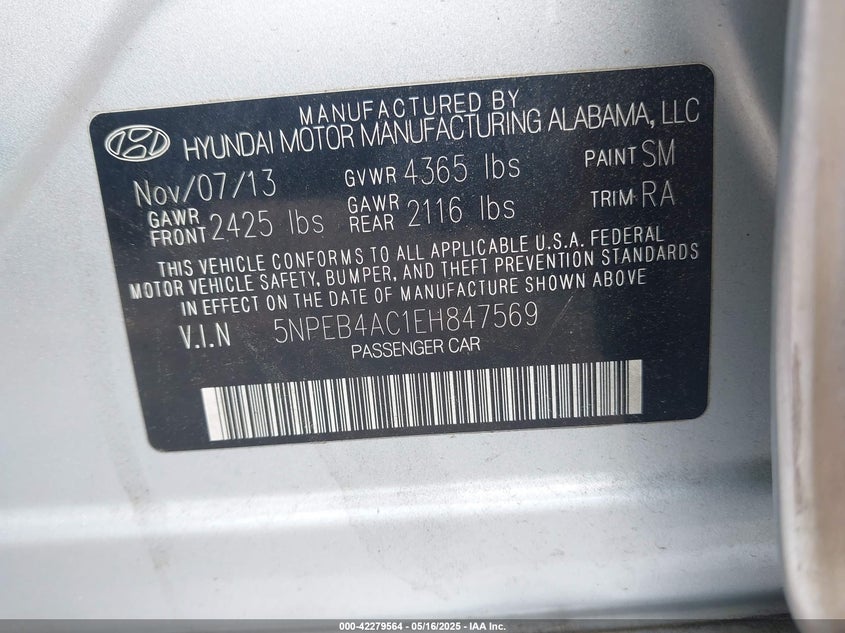 MANUFACTURED BY
HYUNDAI MOTOR MANUFACTURING ALABAMA, LLC
Nov/07/13 GVWR 4365 lbs PAINT SM
GAWR FRONT 2425 lbs GAWR REAR 2116 lbs TRIM RA
THIS VEHICLE CONFORMS TO ALL APPLICABLE U.S.A. FEDERAL
MOTOR VEHICLE SAFETY, BUMPER, AND THEFT PREVENTION STANDARDS
IN EFFECT ON THE DATE OF MANUFACTURE SHOWN ABOVE
V.I.N 5NPEB4AC1EH847569
PASSENGER CAR
000-42279564 - 05/16/2025 - IAA Inc.